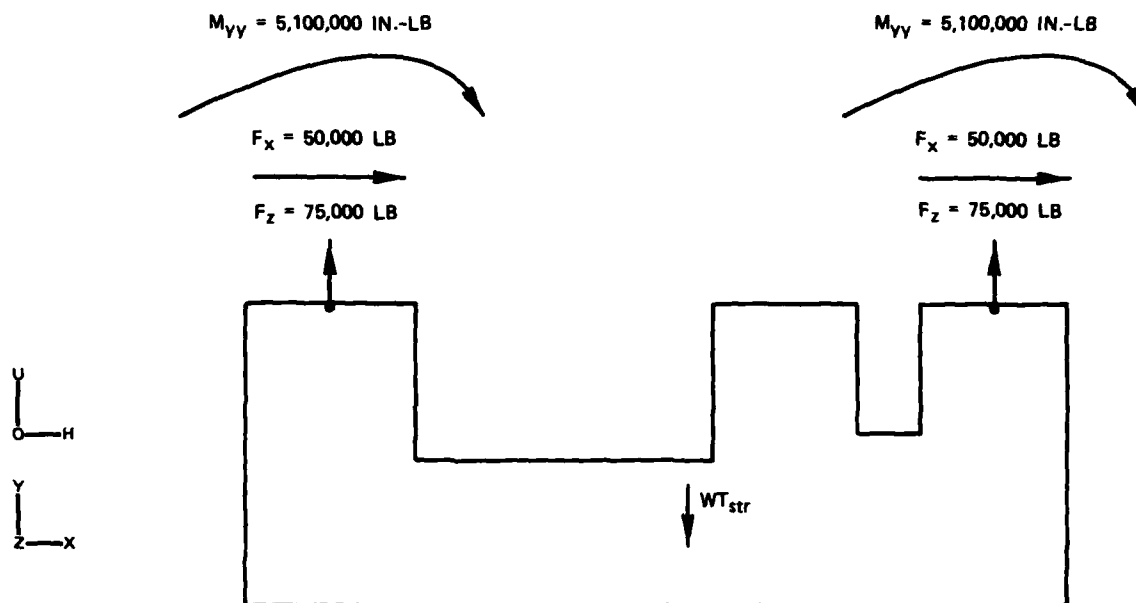 M_yy = 5,100,000 IN.-LB
M_yy = 5,100,000 IN.-LB
F_x = 50,000 LB
F_x = 50,000 LB
F_z = 75,000 LB
F_z = 75,000 LB
U
O H
Y
Z X
WT_str